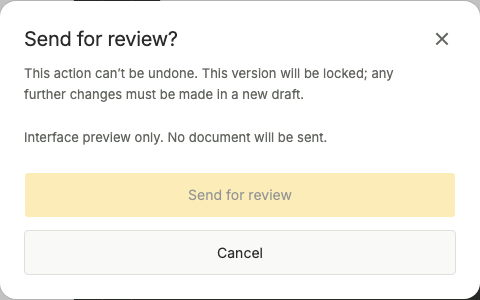 Send for review?
This action can’t be undone. This version will be locked; any
further changes must be made in a new draft.
Interface preview only. No document will be sent.
Send for review
Cancel